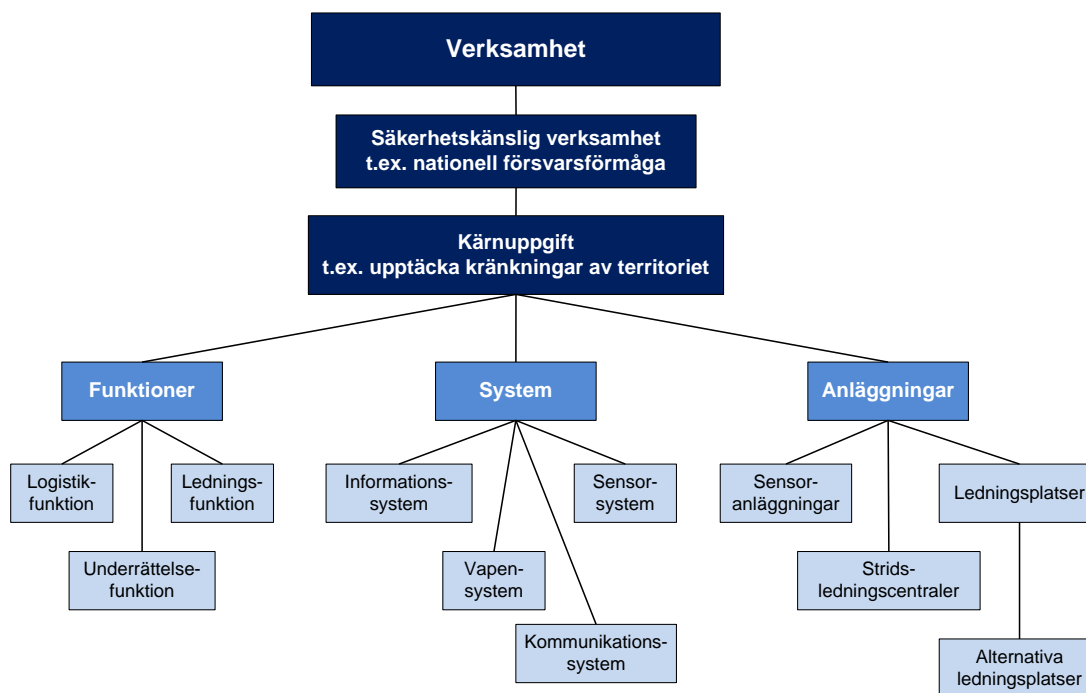 Verksamhet
Säkerhetskänslig verksamhet
t.ex. nationell försvarsförmåga
Kärnuppgift
t.ex. upptäcka kränkningar av territoriet
Funktioner
System
Anläggningar
Logistik-
funktion
Lednings-
funktion
Underrättelse-
funktion
Informations-
system
Sensor-
system
Vapen-
system
Kommunikations-
system
Sensor-
anläggningar
Ledningsplatser
Strids-
ledningscentraler
Alternativa
ledningsplatser